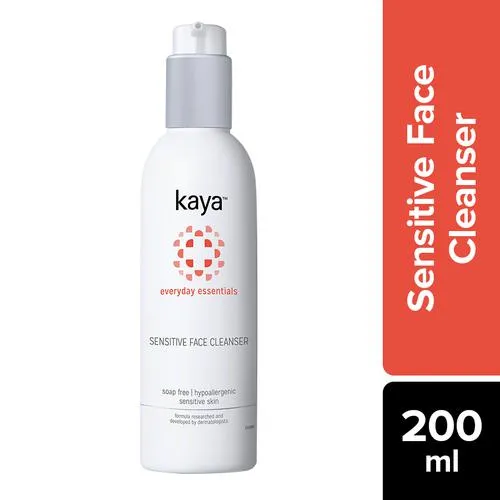 kaya™
everyday essentials
SENSITIVE FACE CLEANSER
soap free | hypoallergenic
sensitive skin
formula researched and
developed by dermatologists
Sensitive Face
Cleanser
200
ml